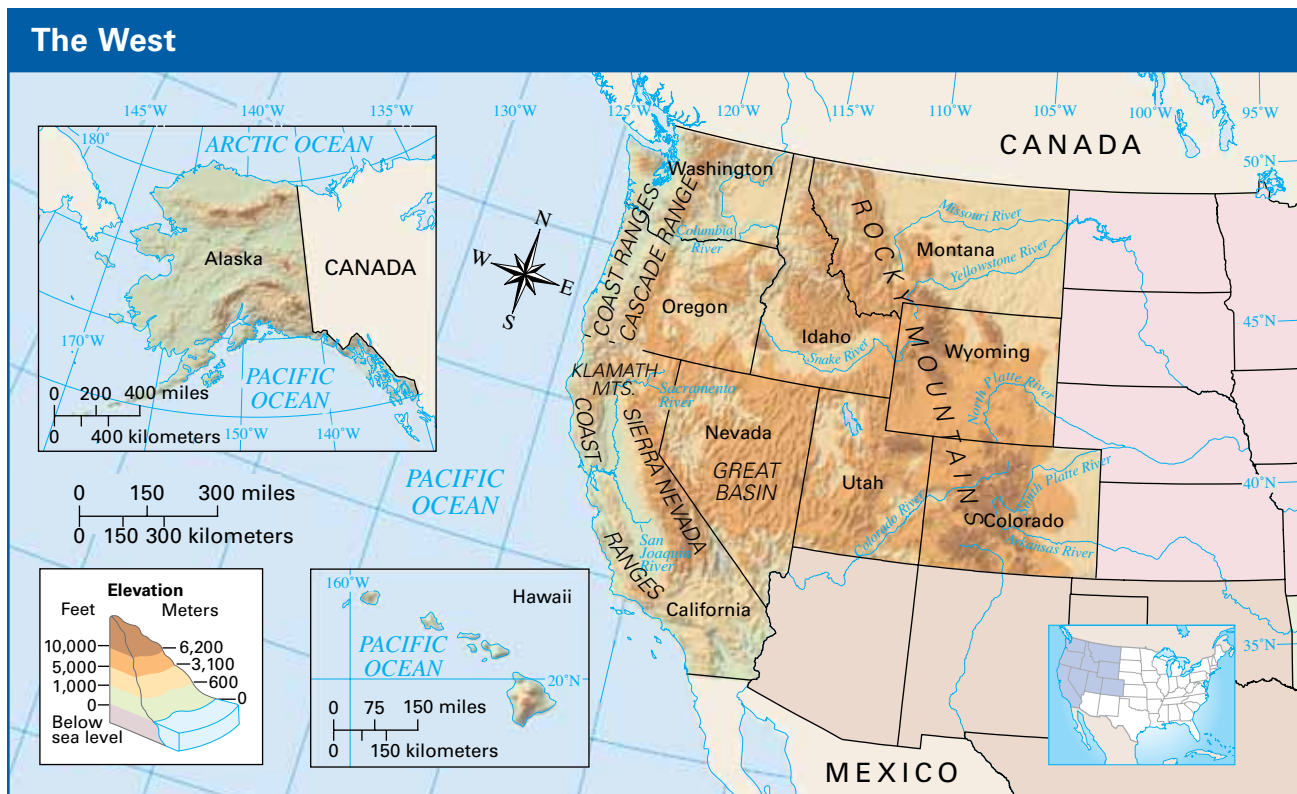 The West
145°W
140°W
135°W
130°W
125°W
120°W
115°W
110°W
105°W
100°W
95°W
50°N
45°N
40°N
35°N
180°
ARCTIC OCEAN
Alaska
CANADA
170°W
PACIFIC
OCEAN
0 200 400 miles
0 400 kilometers
150°W
140°W
N
W
E
S
CANADA
Washington
COAST RANGES
CASCADE RANGE
Columbia
River
Oregon
Idaho
Snake River
ROCKY MOUNTAINS
Missouri River
Montana
Yellowstone River
Wyoming
North Platte River
KLAMATH
MTS.
Sacramento
River
COAST
RANGES
SIERRA NEVADA
San
Joaquin
River
California
Nevada
GREAT
BASIN
Utah
Colorado River
South Platte River
Colorado
Arkansas River
PACIFIC
OCEAN
0 150 300 miles
0 150 300 kilometers
Elevation
Feet Meters
10,000 6,200
5,000 3,100
1,000 600
0 0
Below
sea level
160°W
Hawaii
PACIFIC
OCEAN
20°N
0 75 150 miles
0 150 kilometers
MEXICO